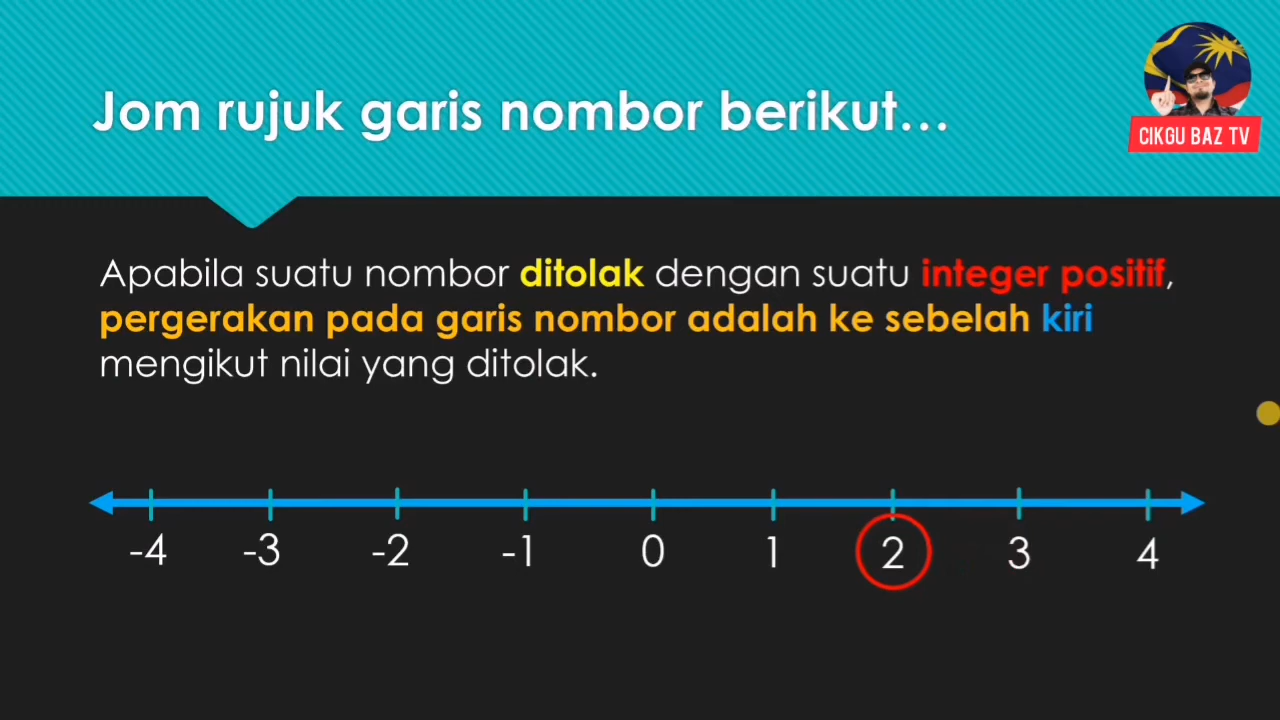 Jom rujuk garis nombor berikut...
CIKGU BAZ TV
Apabila suatu nombor ditolak dengan suatu integer positif,
pergerakan pada garis nombor adalah ke sebelah kiri
mengikut nilai yang ditolak.
-4 -3 -2 -1 0 1 2 3 4